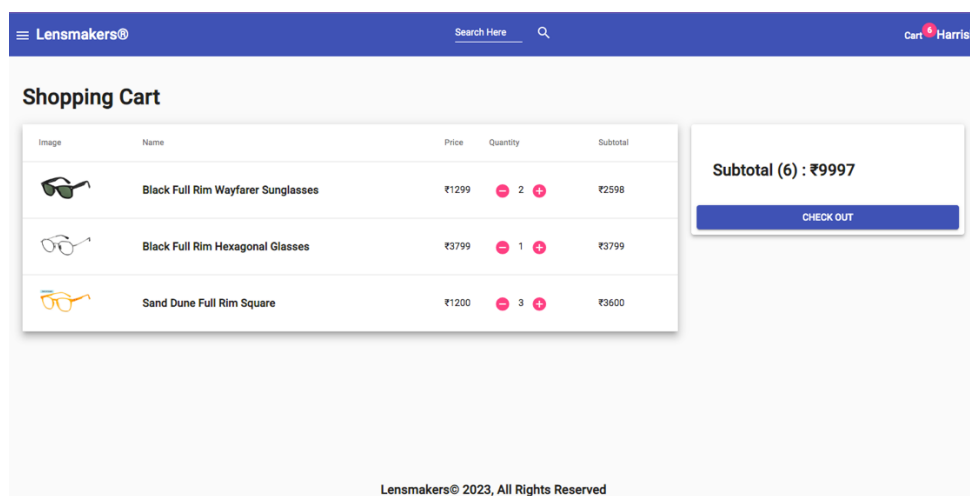 Lensmakers® Search Here Cart 6 Harris
Shopping Cart
Image Name Price Quantity Subtotal
Black Full Rim Wayfarer Sunglasses ₹1299 2 ₹2598
Black Full Rim Hexagonal Glasses ₹3799 1 ₹3799
Sand Dune Full Rim Square ₹1200 3 ₹3600
Subtotal (6) : ₹9997
CHECK OUT
Lensmakers© 2023, All Rights Reserved